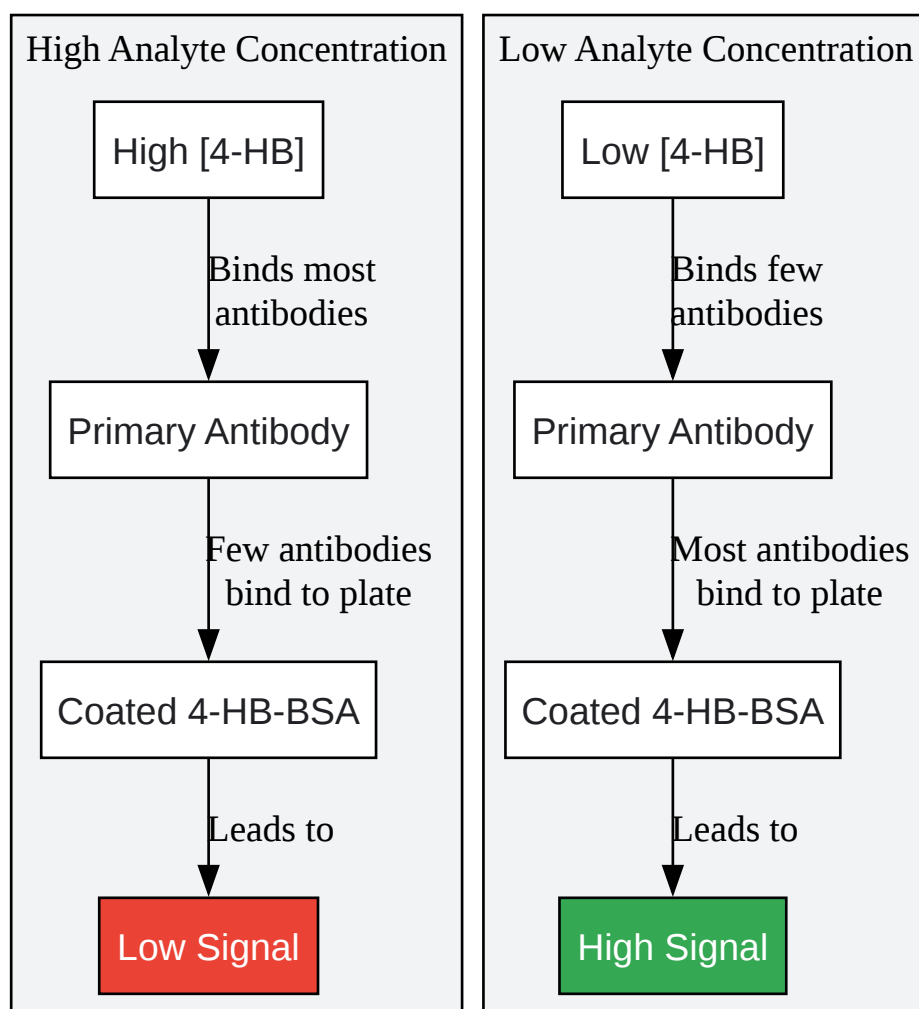 High Analyte Concentration
High [4-HB]
Binds most
antibodies
Primary Antibody
Few antibodies
bind to plate
Coated 4-HB-BSA
Leads to
Low Signal
Low Analyte Concentration
Low [4-HB]
Binds few
antibodies
Primary Antibody
Most antibodies
bind to plate
Coated 4-HB-BSA
Leads to
High Signal